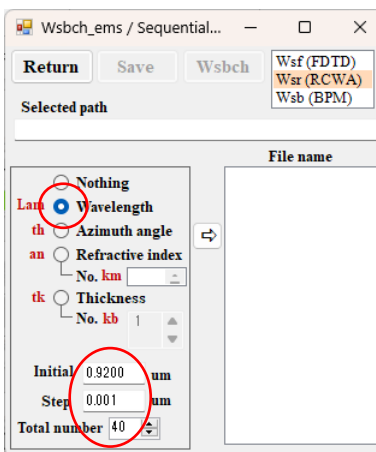 Wsbch_ems / Sequential...
Return Save Wsbch
Wsf (FDTD)
Wsr (RCWA)
Wsb (BPM)
Selected path
File name
Nothing
Lam Wavelength
th Azimuth angle
an Refractive index
No. km
tk Thickness
No. kb 1
Initial 0.9200 um
Step 0.001 um
Total number 40